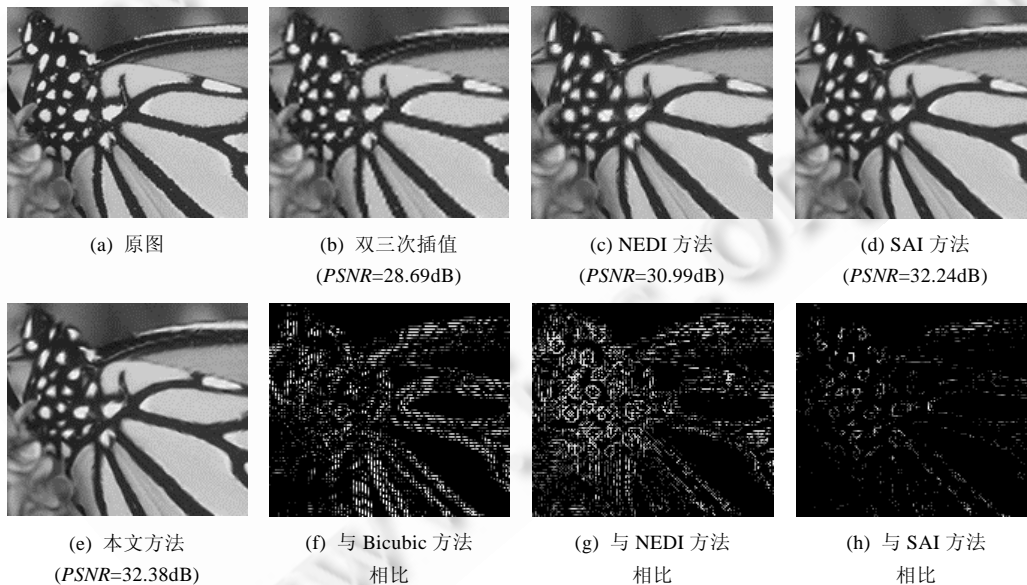 (a) 原图
(b) 双三次插值
(c) NEDI 方法
(d) SAI 方法
(PSNR=28.69dB)
(PSNR=30.99dB)
(PSNR=32.24dB)
(e) 本文方法
(f) 与 Bicubic 方法
(g) 与 NEDI 方法
(h) 与 SAI 方法
(PSNR=32.38dB)
相比
相比
相比